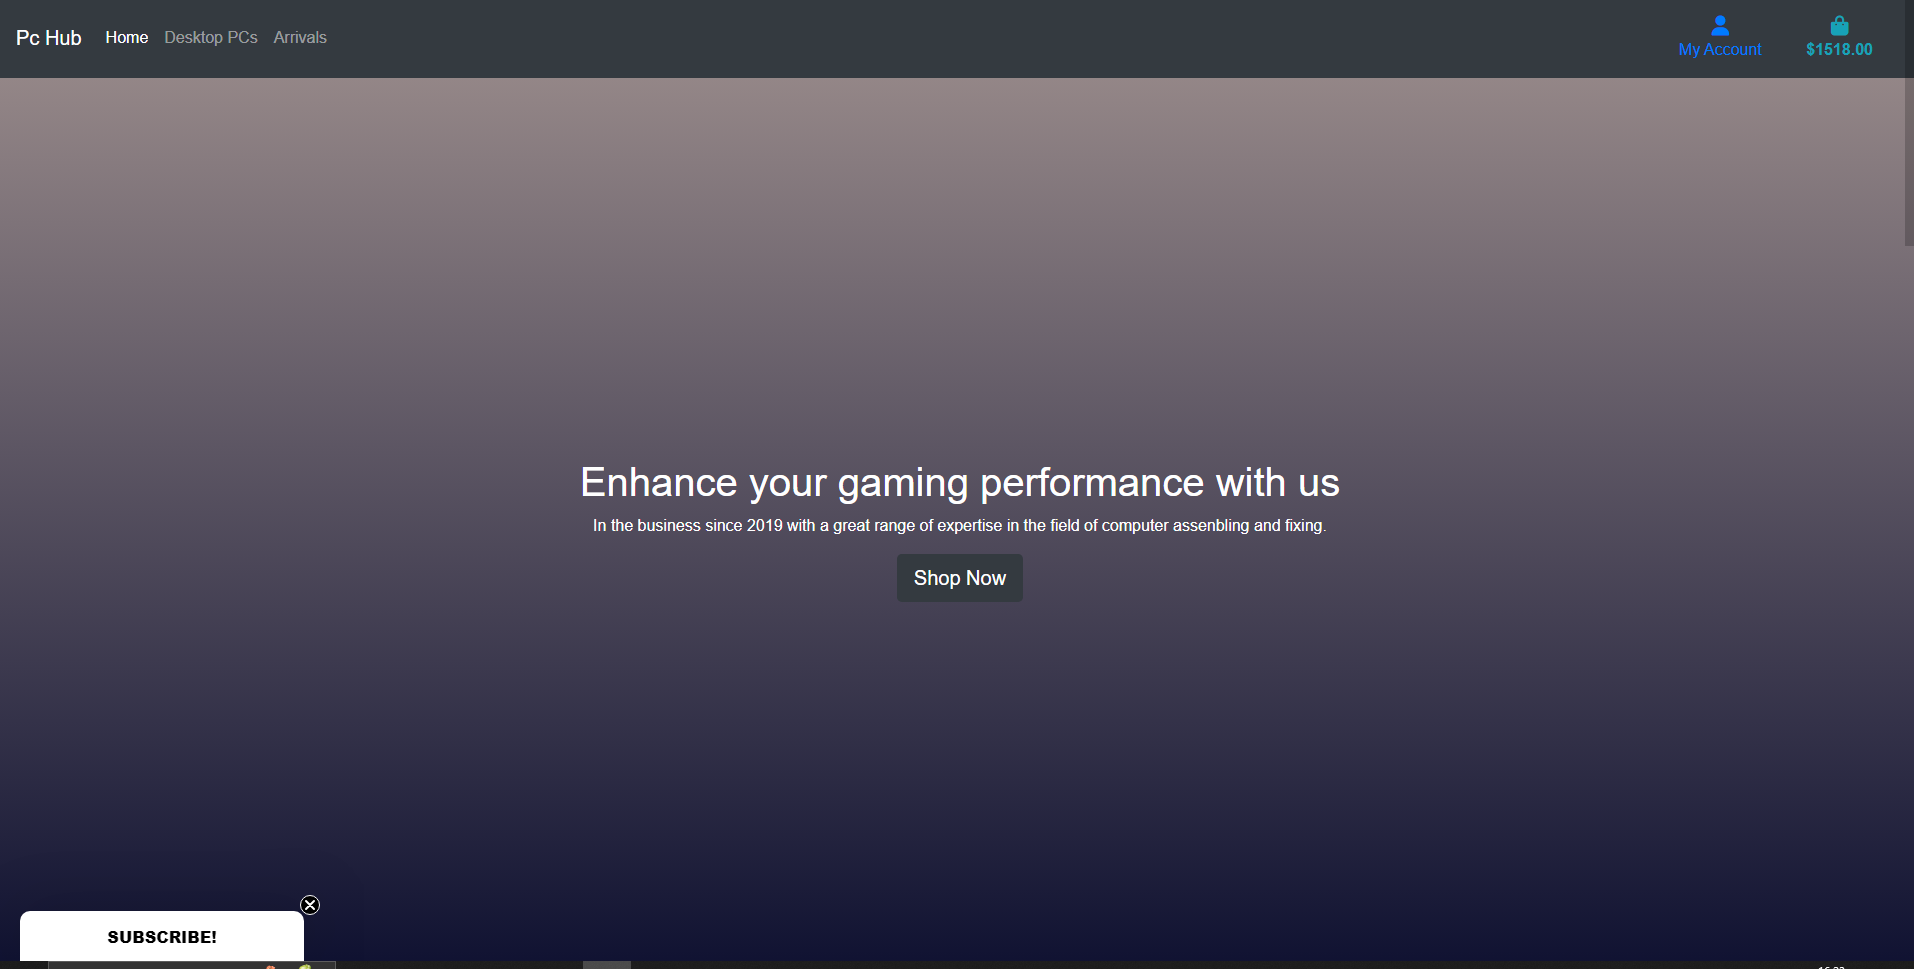 Pc Hub Home Desktop PCs Arrivals
My Account $1518.00
Enhance your gaming performance with us
In the business since 2019 with a great range of expertise in the field of computer assenbling and fixing.
Shop Now
SUBSCRIBE!